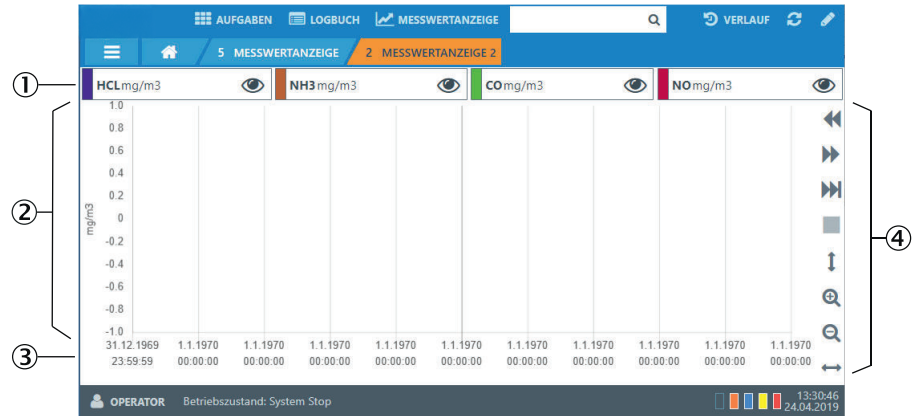 AUFGABEN LOGBUCH MESSWERTANZEIGE VERLAUF
5 MESSWERTANZEIGE 2 MESSWERTANZEIGE 2
① HCLmg/m3 NH3mg/m3 COmg/m3 NOmg/m3
1.0
0.8
0.6
0.4
0.2
② mg/m3 0
④
-0.2
-0.4
-0.6
-0.8
-1.0
③
31.12.1969 1.1.1970 1.1.1970 1.1.1970 1.1.1970 1.1.1970 1.1.1970 1.1.1970 1.1.1970 1.1.1970 1.1.1970
23:59:59 00:00:00 00:00:00 00:00:00 00:00:00 00:00:00 00:00:00 00:00:00 00:00:00 00:00:00 00:00:00
OPERATOR Betriebszustand: System Stop 13:30:46
24.04.2019